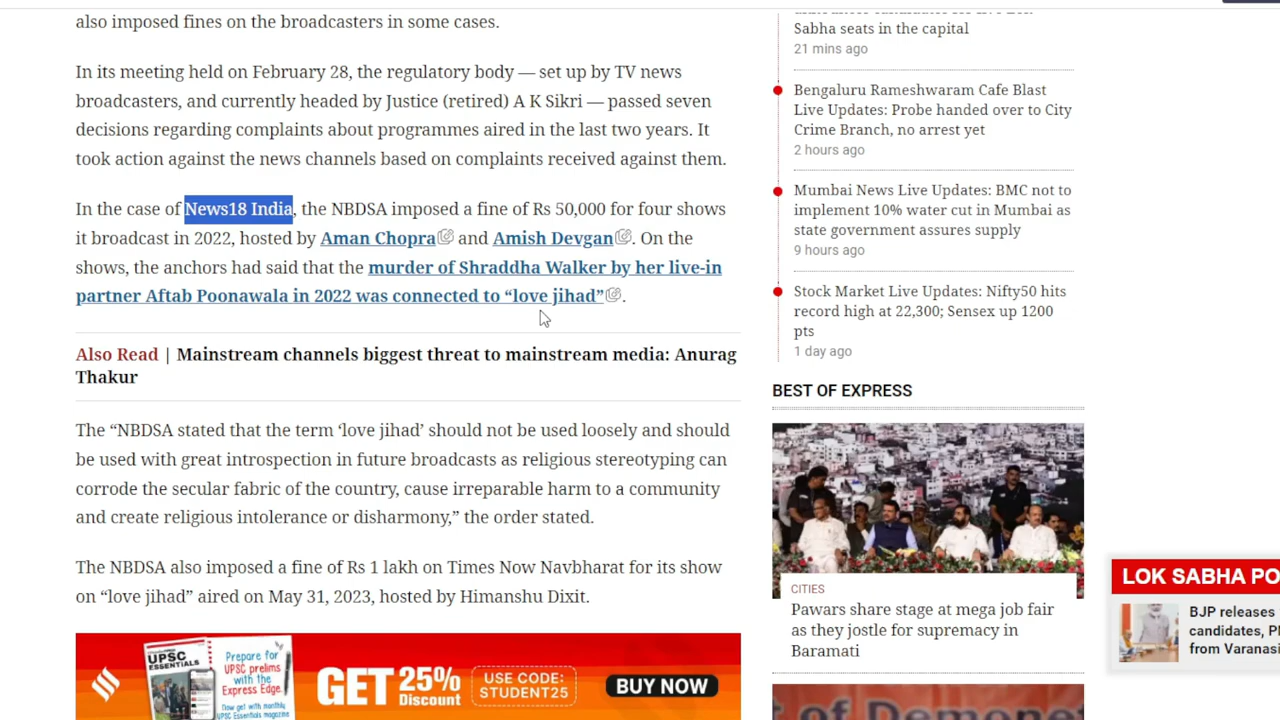 also imposed fines on the broadcasters in some cases.
In its meeting held on February 28, the regulatory body — set up by TV news
broadcasters, and currently headed by Justice (retired) A K Sikri — passed seven
decisions regarding complaints about programmes aired in the last two years. It
took action against the news channels based on complaints received against them.
In the case of News18 India, the NBDSA imposed a fine of Rs 50,000 for four shows
it broadcast in 2022, hosted by Aman Chopra and Amish Devgan. On the
shows, the anchors had said that the murder of Shraddha Walker by her live-in
partner Aftab Poonawala in 2022 was connected to “love jihad”.
Also Read | Mainstream channels biggest threat to mainstream media: Anurag
Thakur
The “NBDSA stated that the term ‘love jihad’ should not be used loosely and should
be used with great introspection in future broadcasts as religious stereotyping can
corrode the secular fabric of the country, cause irreparable harm to a community
and create religious intolerance or disharmony,” the order stated.
The NBDSA also imposed a fine of Rs 1 lakh on Times Now Navbharat for its show
on “love jihad” aired on May 31, 2023, hosted by Himanshu Dixit.
UPSC
ESSENTIALS
Prepare for
UPSC prelims
with the
Express Edge.
Now get with monthly
UPSC Essentials magazine
GET 25%
Discount
USE CODE:
STUDENT25
BUY NOW
Sabha seats in the capital
21 mins ago
Bengaluru Rameshwaram Cafe Blast
Live Updates: Probe handed over to City
Crime Branch, no arrest yet
2 hours ago
Mumbai News Live Updates: BMC not to
implement 10% water cut in Mumbai as
state government assures supply
9 hours ago
Stock Market Live Updates: Nifty50 hits
record high at 22,300; Sensex up 1200
pts
1 day ago
BEST OF EXPRESS
CITIES
Pawars share stage at mega job fair
as they jostle for supremacy in
Baramati
LOK SABHA PO
BJP releases
candidates, P
from Varanasi